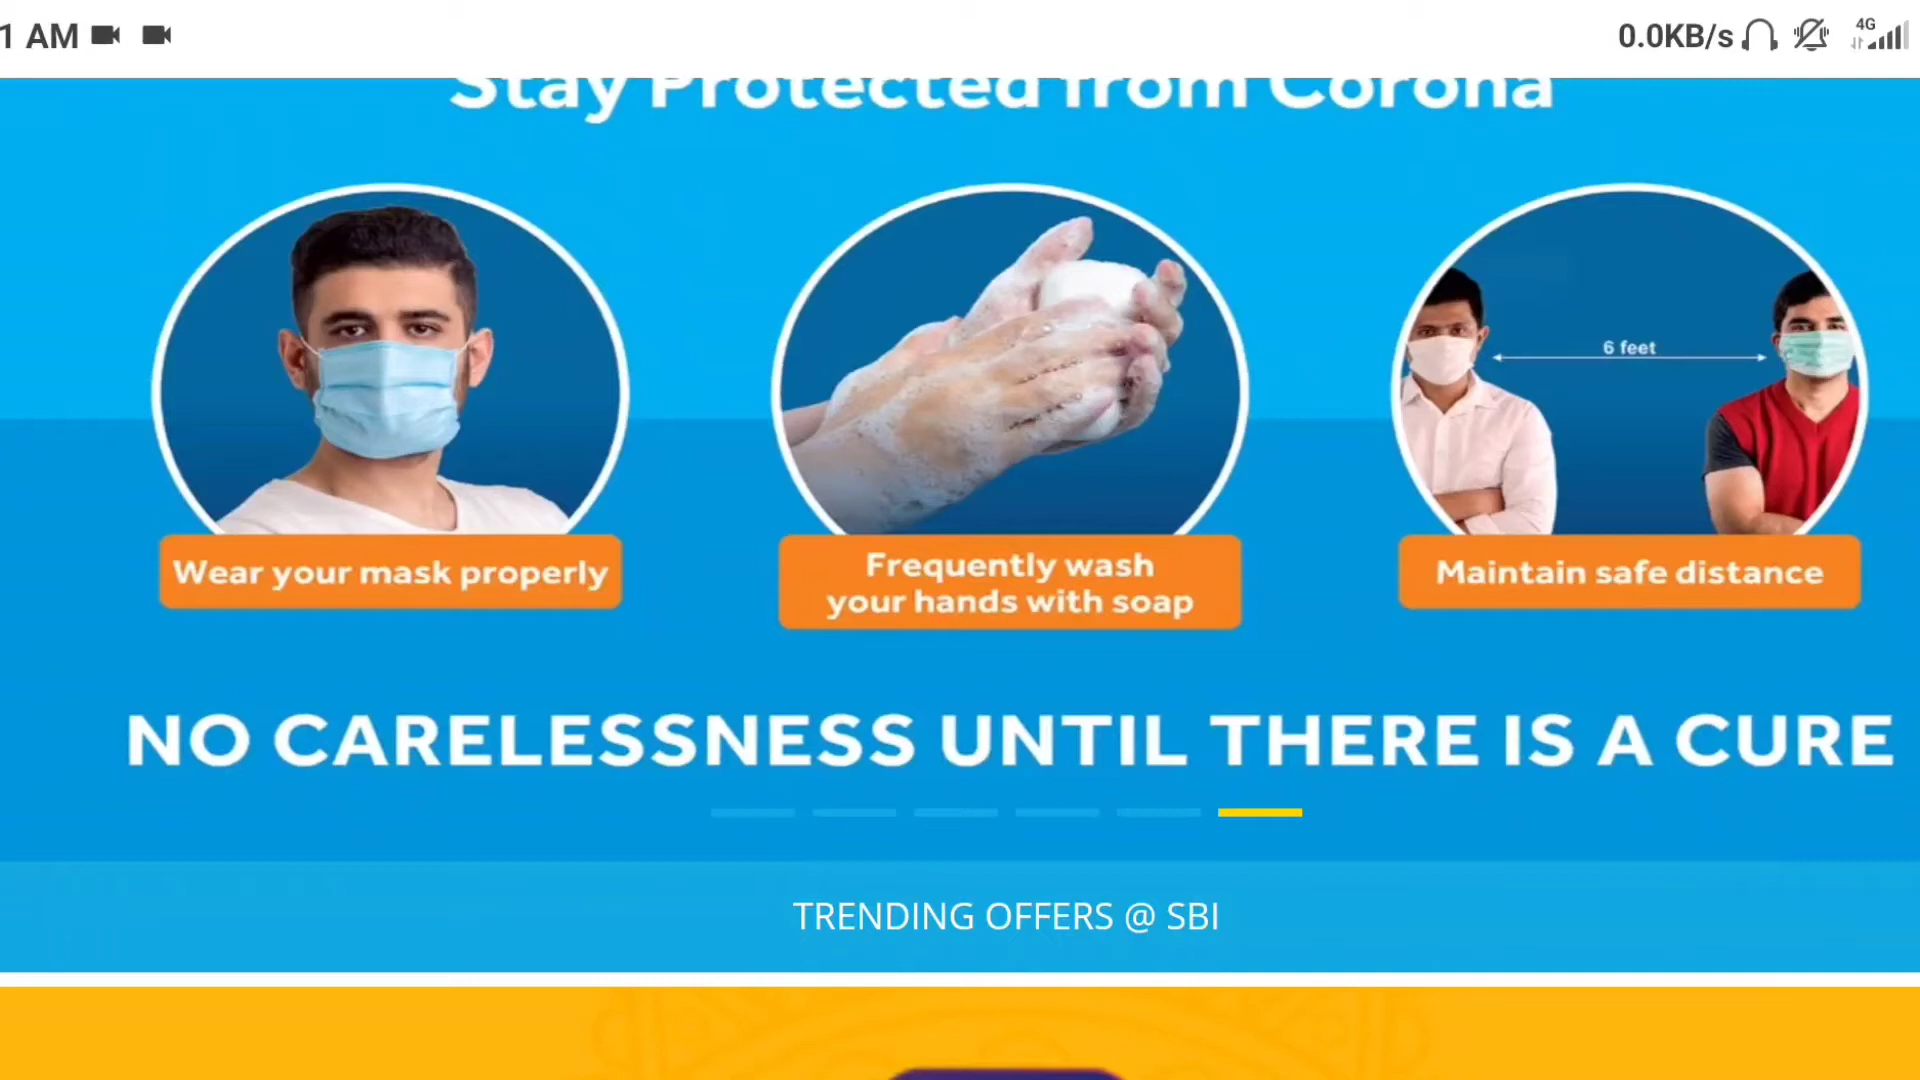 1 AM
0.0KB/s
4G
Stay Protected from Corona
6 feet
Wear your mask properly
Frequently wash
your hands with soap
Maintain safe distance
NO CARELESSNESS UNTIL THERE IS A CURE
TRENDING OFFERS @ SBI